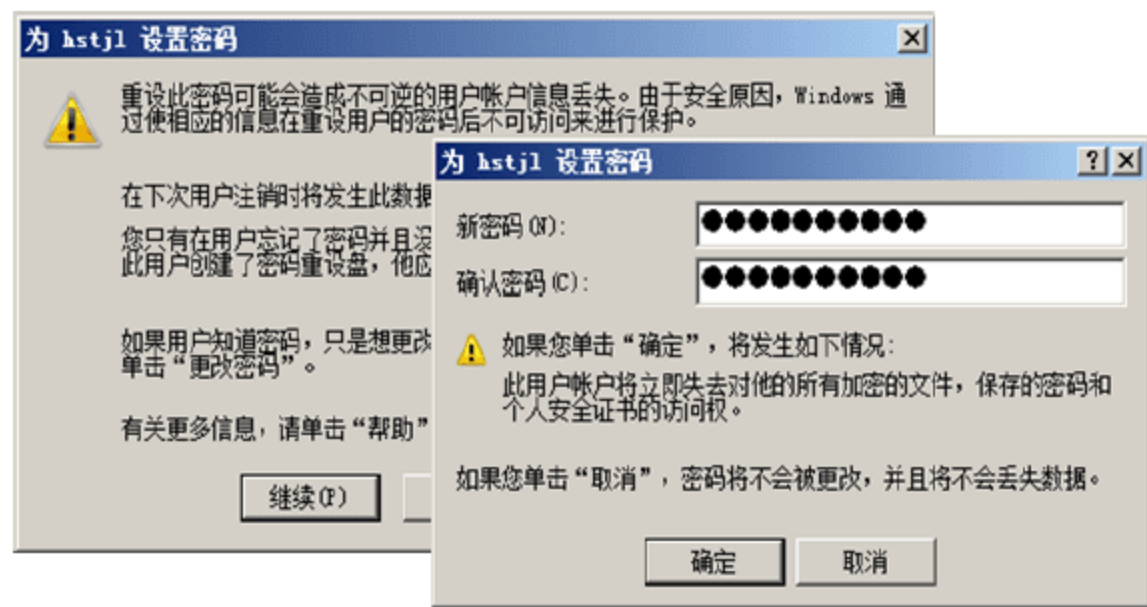 为 hstjl 设置密码
重设此密码可能会造成不可逆的用户帐户信息丢失。由于安全原因，Windows 通
过使相应的信息在重设用户的密码后不可访问来进行保护。
在下次用户注销时将发生此数据
您只有在用户忘记了密码并且没
此用户创建了密码重设盘，他应
如果用户知道密码，只是想更改
单击“更改密码”。
有关更多信息，请单击“帮助”
继续(P)
为 hstjl 设置密码
新密码(N):
确认密码(C):
如果您单击“确定”，将发生如下情况:
此用户帐户将立即失去对他的所有加密的文件，保存的密码和
个人安全证书的访问权。
如果您单击“取消”，密码将不会被更改，并且将不会丢失数据。
确定
取消